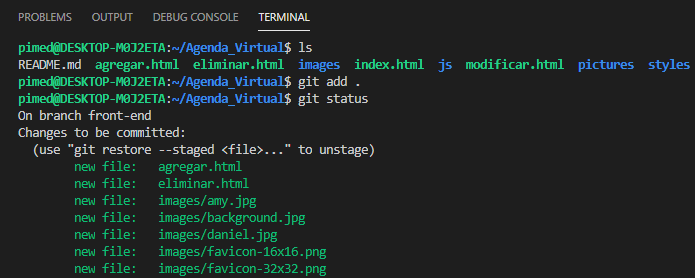 PROBLEMS OUTPUT DEBUG CONSOLE TERMINAL
pimed@DESKTOP-M0J2ETA:~/Agenda_Virtual$ ls
README.md agregar.html eliminar.html images index.html js modificar.html pictures styles
pimed@DESKTOP-M0J2ETA:~/Agenda_Virtual$ git add .
pimed@DESKTOP-M0J2ETA:~/Agenda_Virtual$ git status
On branch front-end
Changes to be committed:
  (use "git restore --staged <file>..." to unstage)
        new file:   agregar.html
        new file:   eliminar.html
        new file:   images/amy.jpg
        new file:   images/background.jpg
        new file:   images/daniel.jpg
        new file:   images/favicon-16x16.png
        new file:   images/favicon-32x32.png